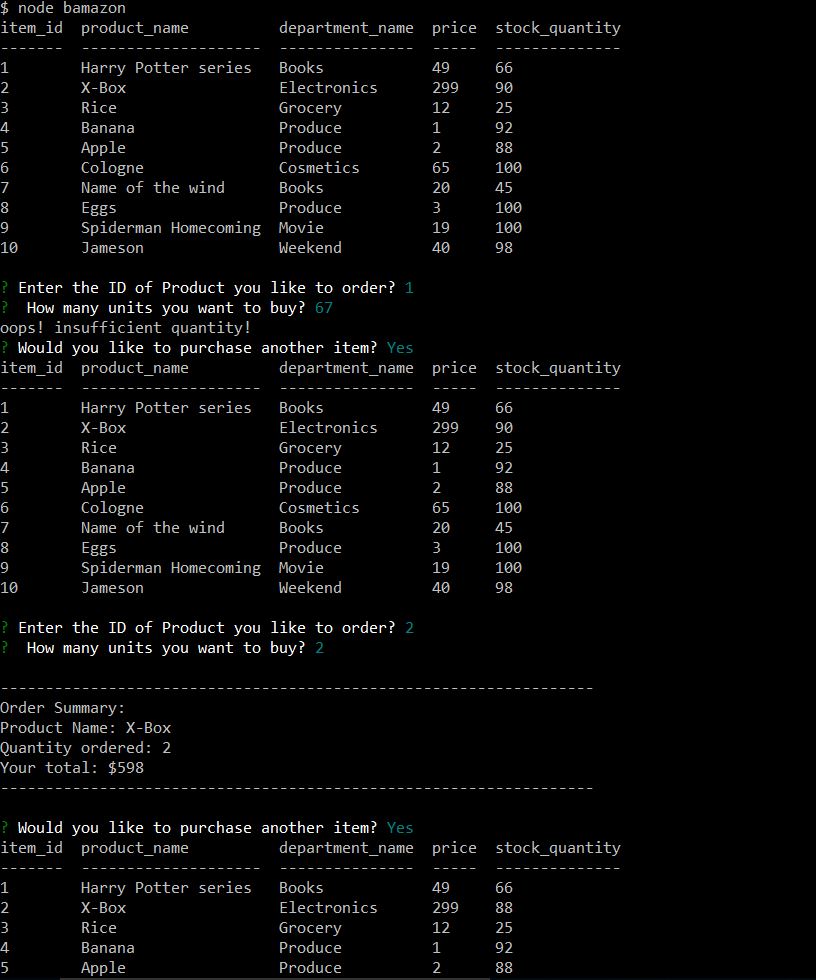 $ node bamazon
item_id  product_name          department_name  price  stock_quantity
-------  --------------------  ---------------  -----  --------------
1        Harry Potter series   Books            49     66
2        X-Box                 Electronics      299    90
3        Rice                  Grocery          12     25
4        Banana                Produce          1      92
5        Apple                 Produce          2      88
6        Cologne               Cosmetics        65     100
7        Name of the wind      Books            20     45
8        Eggs                  Produce          3      100
9        Spiderman Homecoming  Movie            19     100
10       Jameson               Weekend          40     98

? Enter the ID of Product you like to order? 1
?  How many units you want to buy? 67
oops! insufficient quantity!
? Would you like to purchase another item? Yes
item_id  product_name          department_name  price  stock_quantity
-------  --------------------  ---------------  -----  --------------
1        Harry Potter series   Books            49     66
2        X-Box                 Electronics      299    90
3        Rice                  Grocery          12     25
4        Banana                Produce          1      92
5        Apple                 Produce          2      88
6        Cologne               Cosmetics        65     100
7        Name of the wind      Books            20     45
8        Eggs                  Produce          3      100
9        Spiderman Homecoming  Movie            19     100
10       Jameson               Weekend          40     98

? Enter the ID of Product you like to order? 2
?  How many units you want to buy? 2

------------------------------------------------------------------
Order Summary:
Product Name: X-Box
Quantity ordered: 2
Your total: $598
------------------------------------------------------------------

? Would you like to purchase another item? Yes
item_id  product_name          department_name  price  stock_quantity
-------  --------------------  ---------------  -----  --------------
1        Harry Potter series   Books            49     66
2        X-Box                 Electronics      299    88
3        Rice                  Grocery          12     25
4        Banana                Produce          1      92
5        Apple                 Produce          2      88